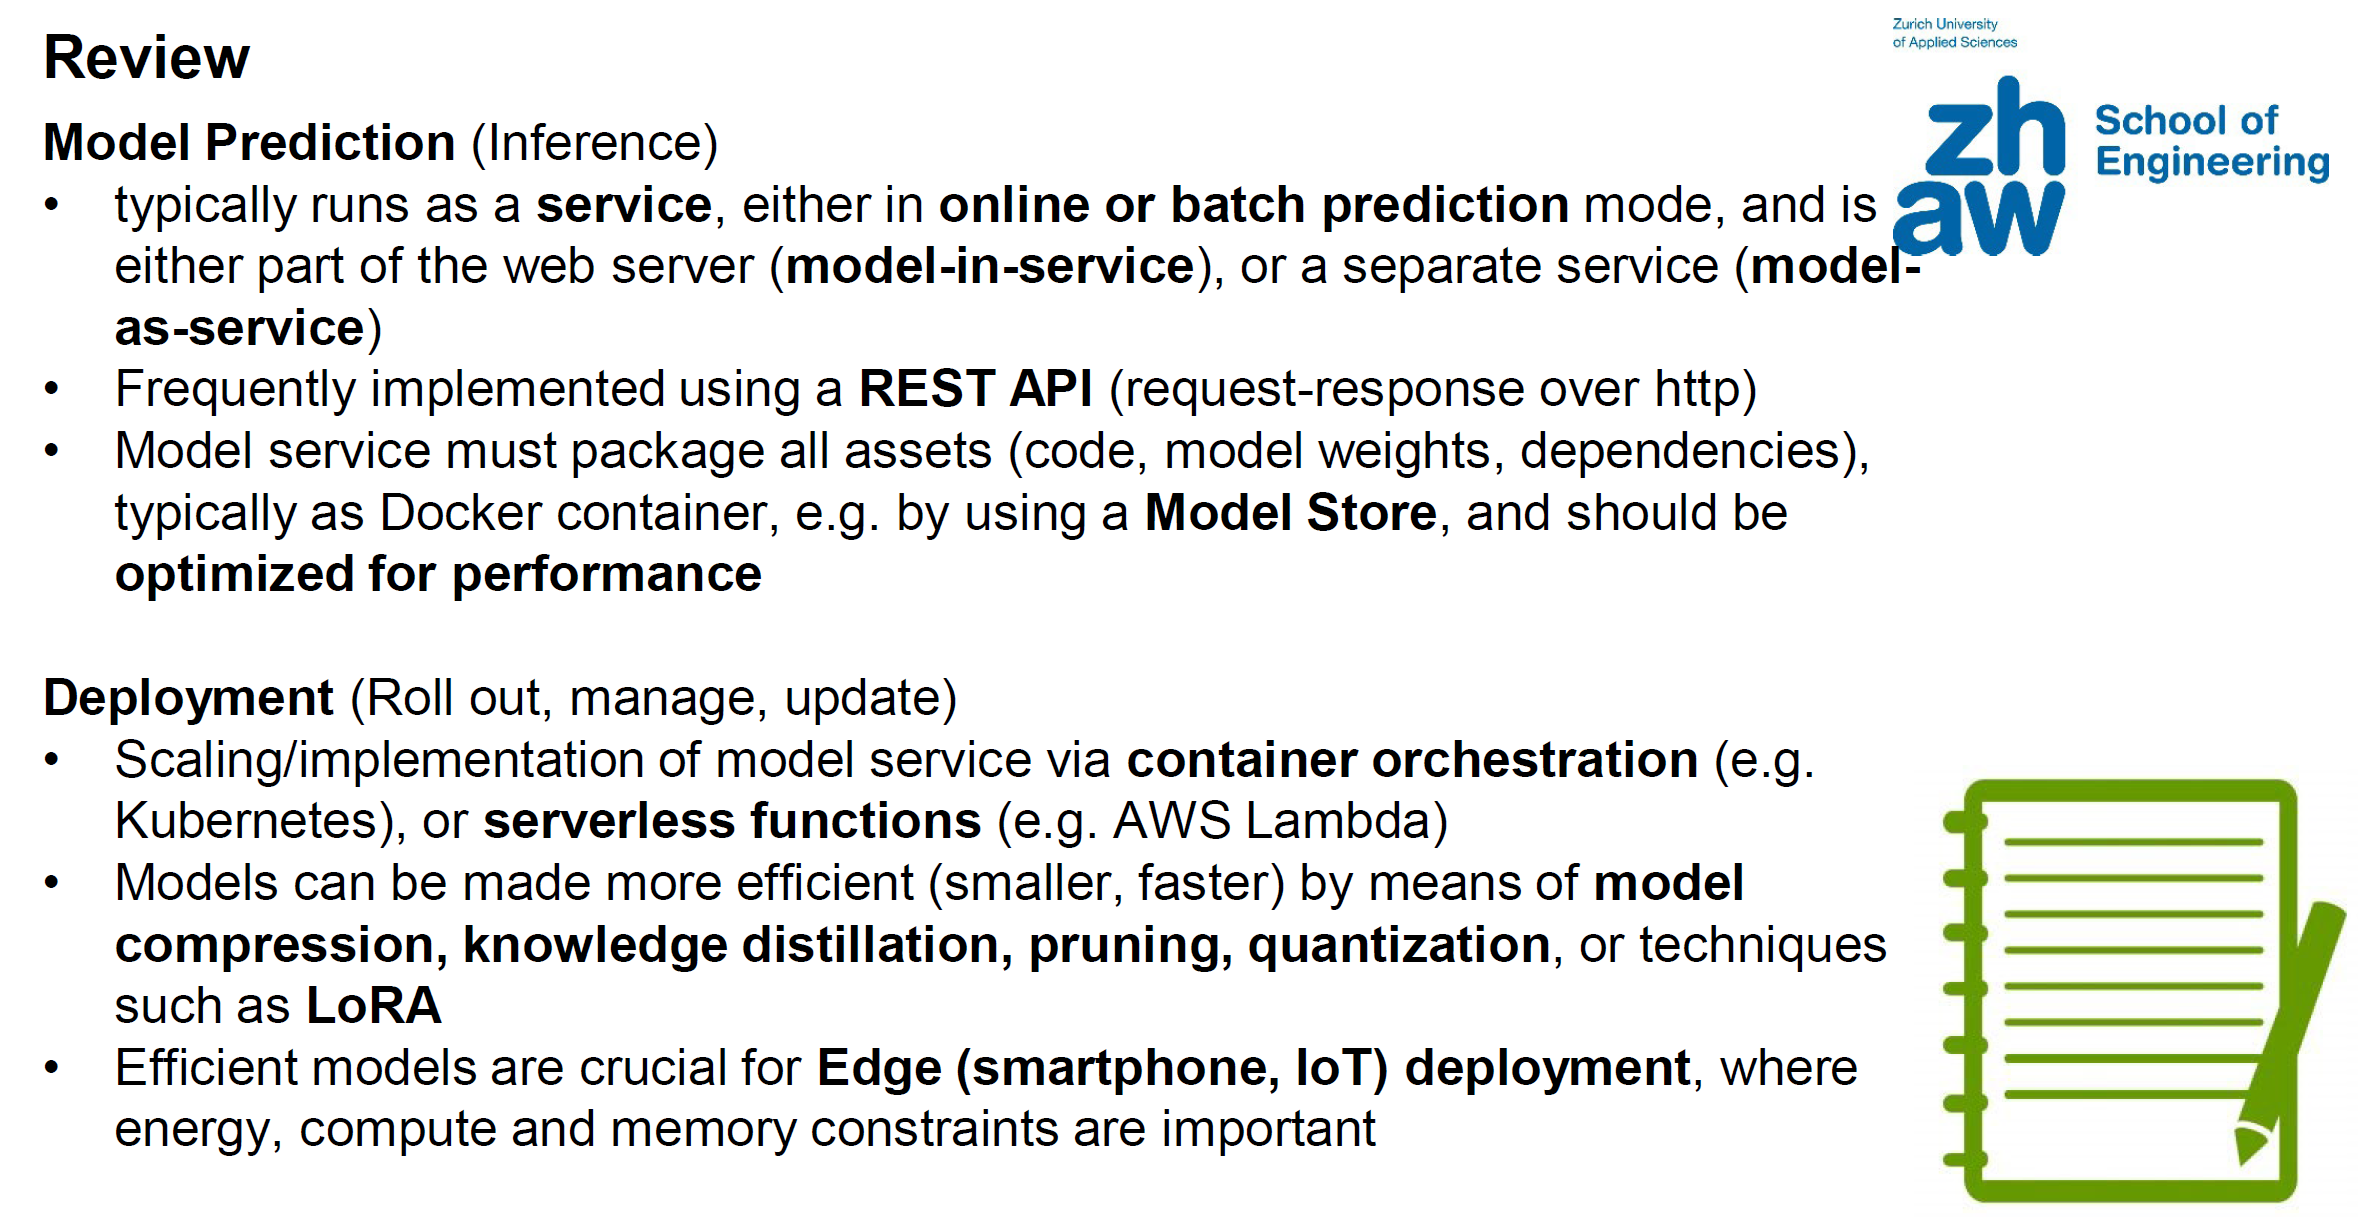 Zurich University
of Applied Sciences
Review
zh
aw
School of
Engineering
Model Prediction (Inference)
• typically runs as a service, either in online or batch prediction mode, and is
either part of the web server (model-in-service), or a separate service (model-
as-service)
• Frequently implemented using a REST API (request-response over http)
• Model service must package all assets (code, model weights, dependencies),
typically as Docker container, e.g. by using a Model Store, and should be
optimized for performance
Deployment (Roll out, manage, update)
• Scaling/implementation of model service via container orchestration (e.g.
Kubernetes), or serverless functions (e.g. AWS Lambda)
• Models can be made more efficient (smaller, faster) by means of model
compression, knowledge distillation, pruning, quantization, or techniques
such as LoRA
• Efficient models are crucial for Edge (smartphone, IoT) deployment, where
energy, compute and memory constraints are important